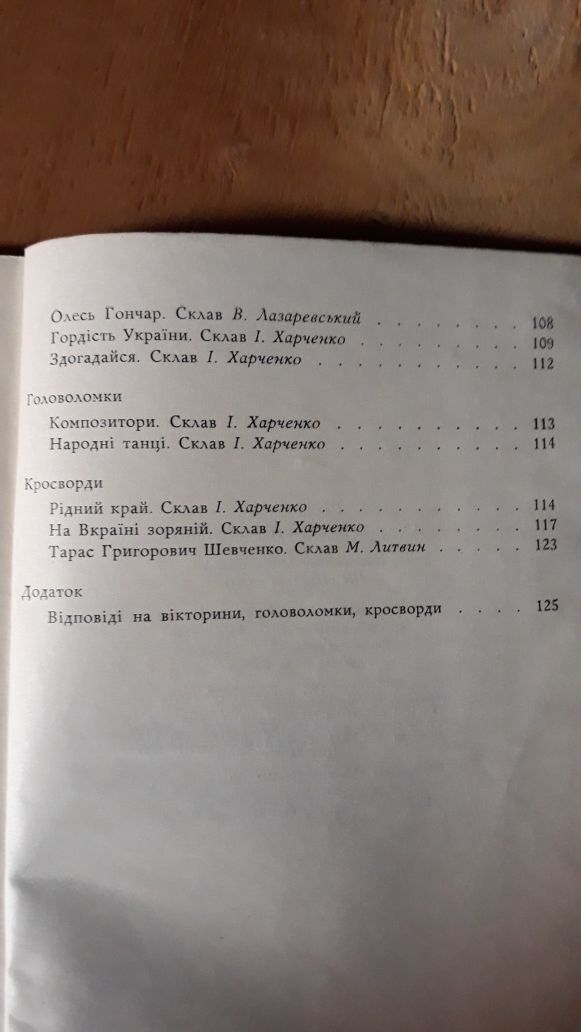 Олесь Гончар. Склав В. Лазаревський . . . . . . . . 108
Гордість України. Склав І. Харченко . . . . . . . . . 109
Здогадайся. Склав І. Харченко . . . . . . . . . . . 112
Головоломки
Композитори. Склав І. Харченко . . . . . . . . . . 113
Народні танці. Склав І. Харченко . . . . . . . . . . 114
Кросворди
Рідний край. Склав І. Харченко . . . . . . . . . . . 114
На Вкраїні зоряній. Склав І. Харченко . . . . . . . . 117
Тарас Григорович Шевченко. Склав М. Литвин . . . . . 123
Додаток
Відповіді на вікторини, головоломки, кросворди . . . . 125